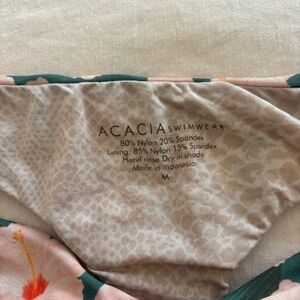 ACACIA SWIMWEAR
80% Nylon 20% Spandex
Lining: 85% Nylon 15% Spandex
Hand rinse Dry in shade
Made in Indonesia
M